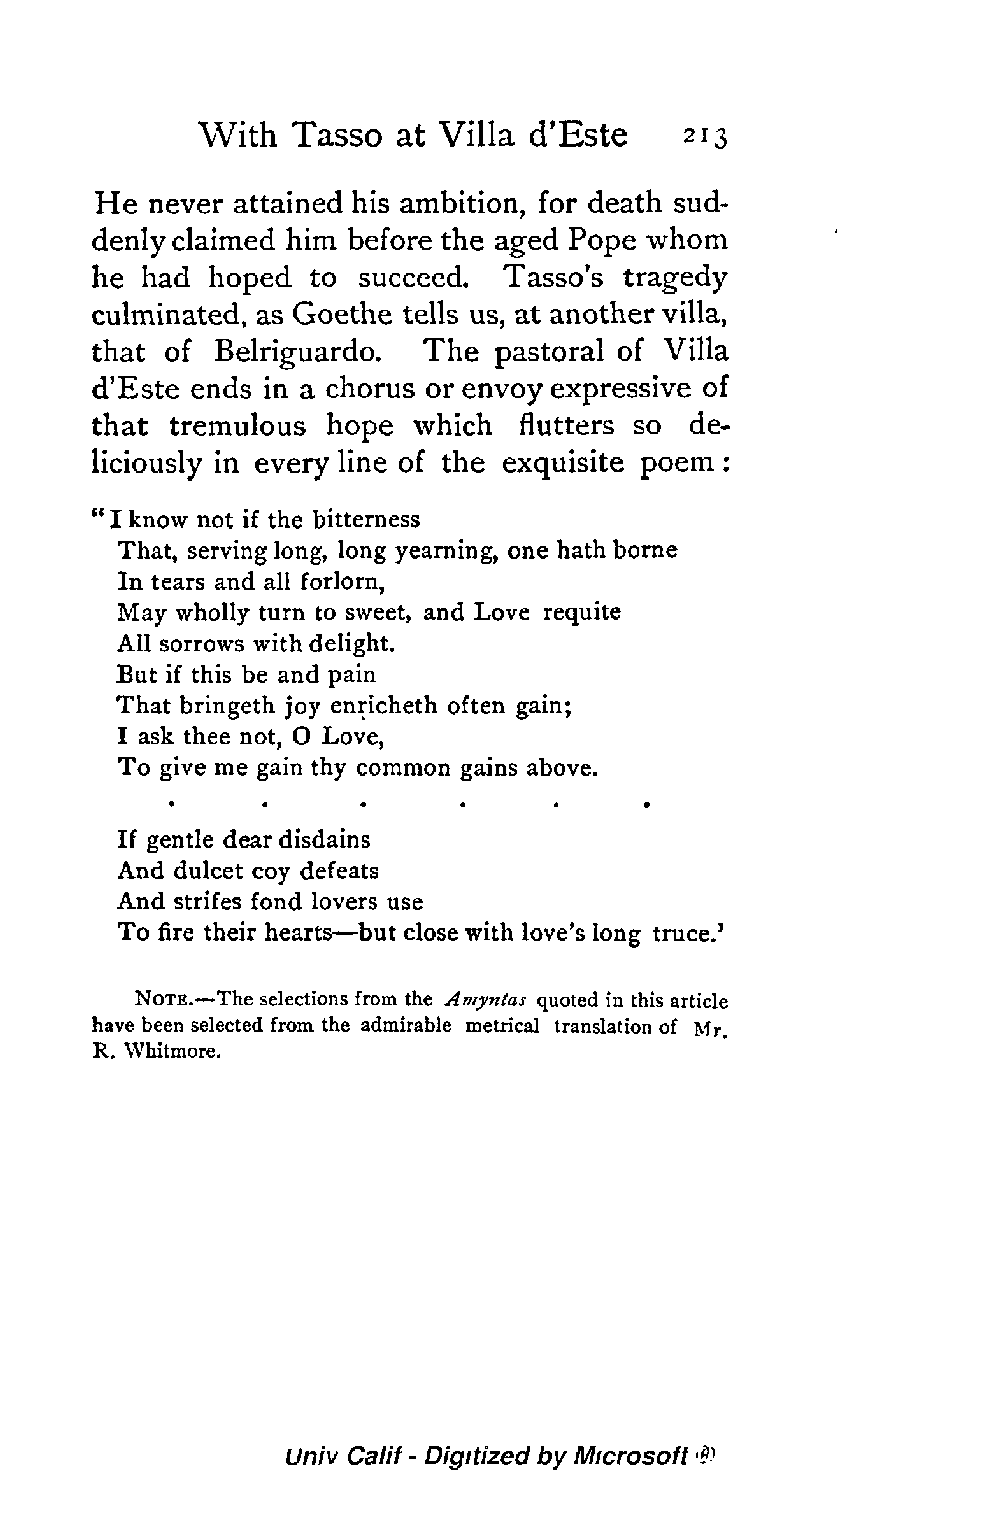 With Tasso at Villa d'Este 213
He never attained his ambition, for death sud-
denly claimed him before the aged Pope whom
he had hoped to succeed. Tasso's tragedy
culminated, as Goethe tells us, at another villa,
that of Belriguardo. The pastoral of Villa
d'Este ends in a chorus or envoy expressive of
that tremulous hope which flutters so de-
liciously in every line of the exquisite poem:
"I know not if the bitterness
That, serving long, long yearning, one hath borne
In tears and all forlorn,
May wholly turn to sweet, and Love requite
All sorrows with delight.
But if this be and pain
That bringeth joy enricheth often gain;
I ask thee not, O Love,
To give me gain thy common gains above.
. . . . . .
If gentle dear disdains
And dulcet coy defeats
And strifes fond lovers use
To fire their hearts—but close with love's long truce.'
NOTE.—The selections from the Amyntas quoted in this article
have been selected from the admirable metrical translation of Mr.
R. Whitmore.
Univ Calif - Digitized by Microsoft ®